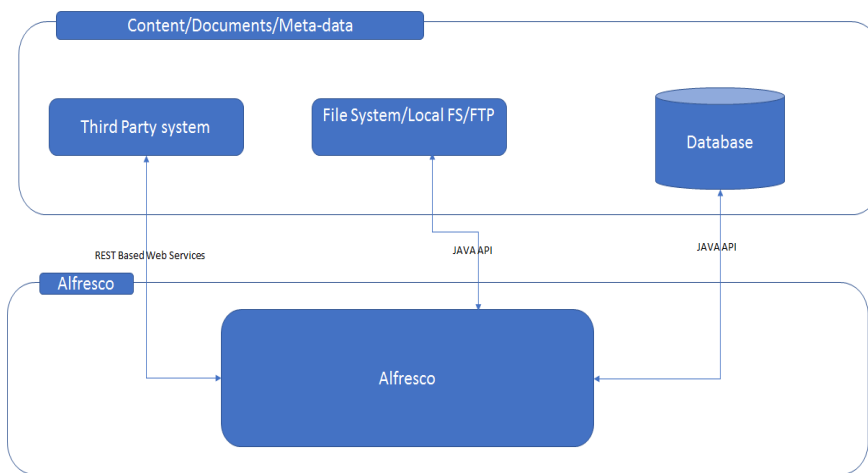 Content/Documents/Meta-data
Third Party system
File System/Local FS/FTP
Database
REST Based Web Services
JAVA API
JAVA API
Alfresco
Alfresco